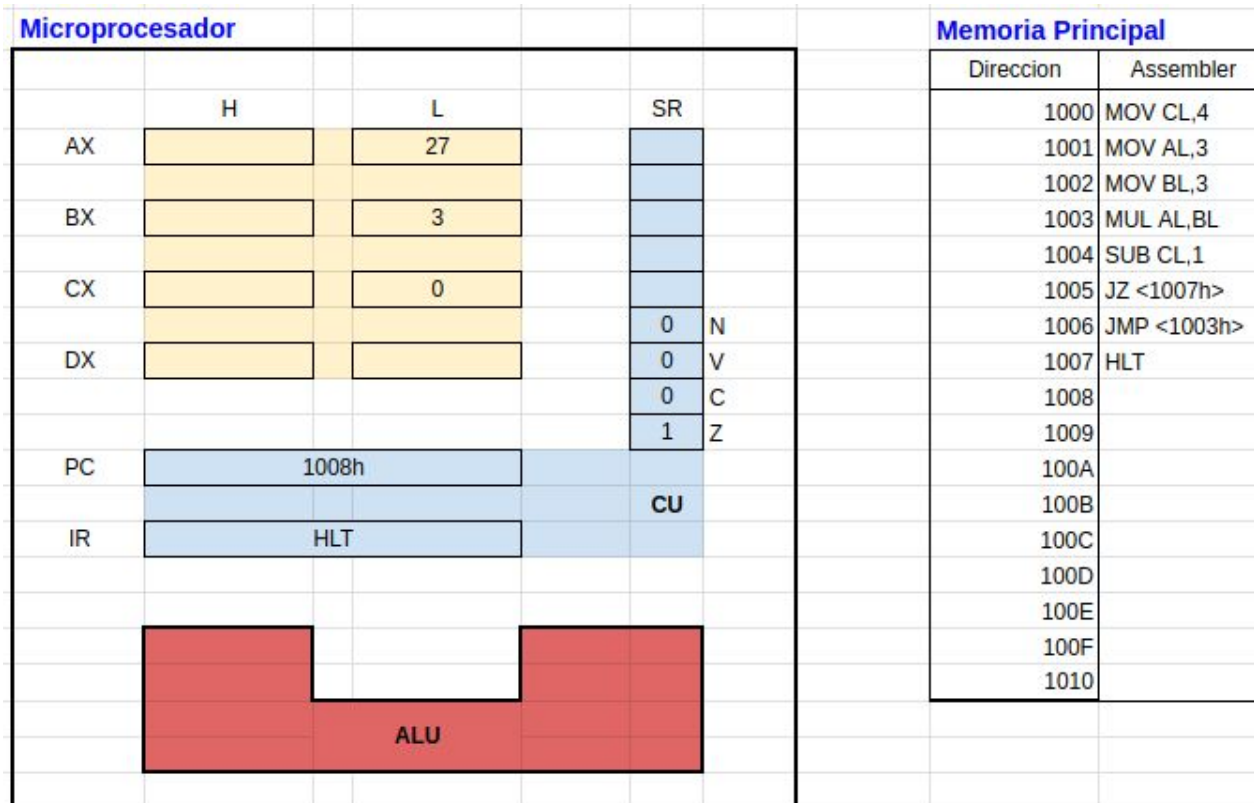 Microprocesador
H L SR
AX 27
BX 3
CX 0
0 N
DX 0 V
0 C
1 Z
PC 1008h
CU
IR HLT
ALU
Memoria Principal
Direccion Assembler
1000 MOV CL,4
1001 MOV AL,3
1002 MOV BL,3
1003 MUL AL,BL
1004 SUB CL,1
1005 JZ <1007h>
1006 JMP <1003h>
1007 HLT
1008
1009
100A
100B
100C
100D
100E
100F
1010